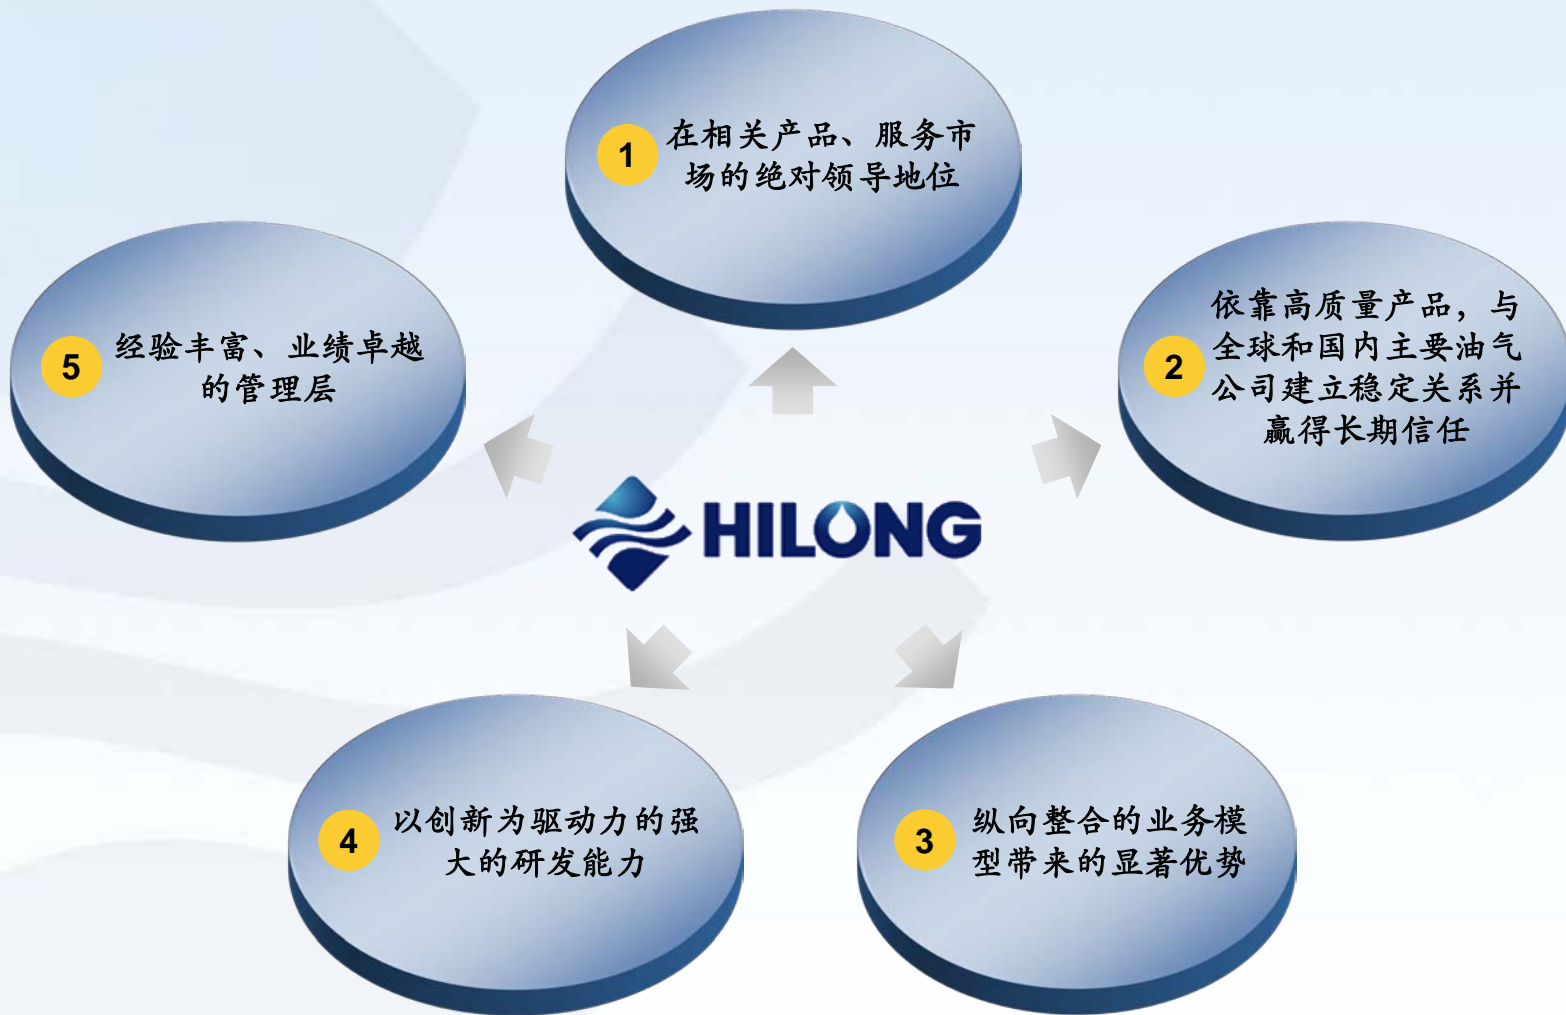 1
在相关产品、服务市
场的绝对领导地位
2
依靠高质量产品，与
全球和国内主要油气
公司建立稳定关系并
赢得长期信任
3
纵向整合的业务模
型带来的显著优势
4
以创新为驱动力的强
大的研发能力
5
经验丰富、业绩卓越
的管理层
HILONG